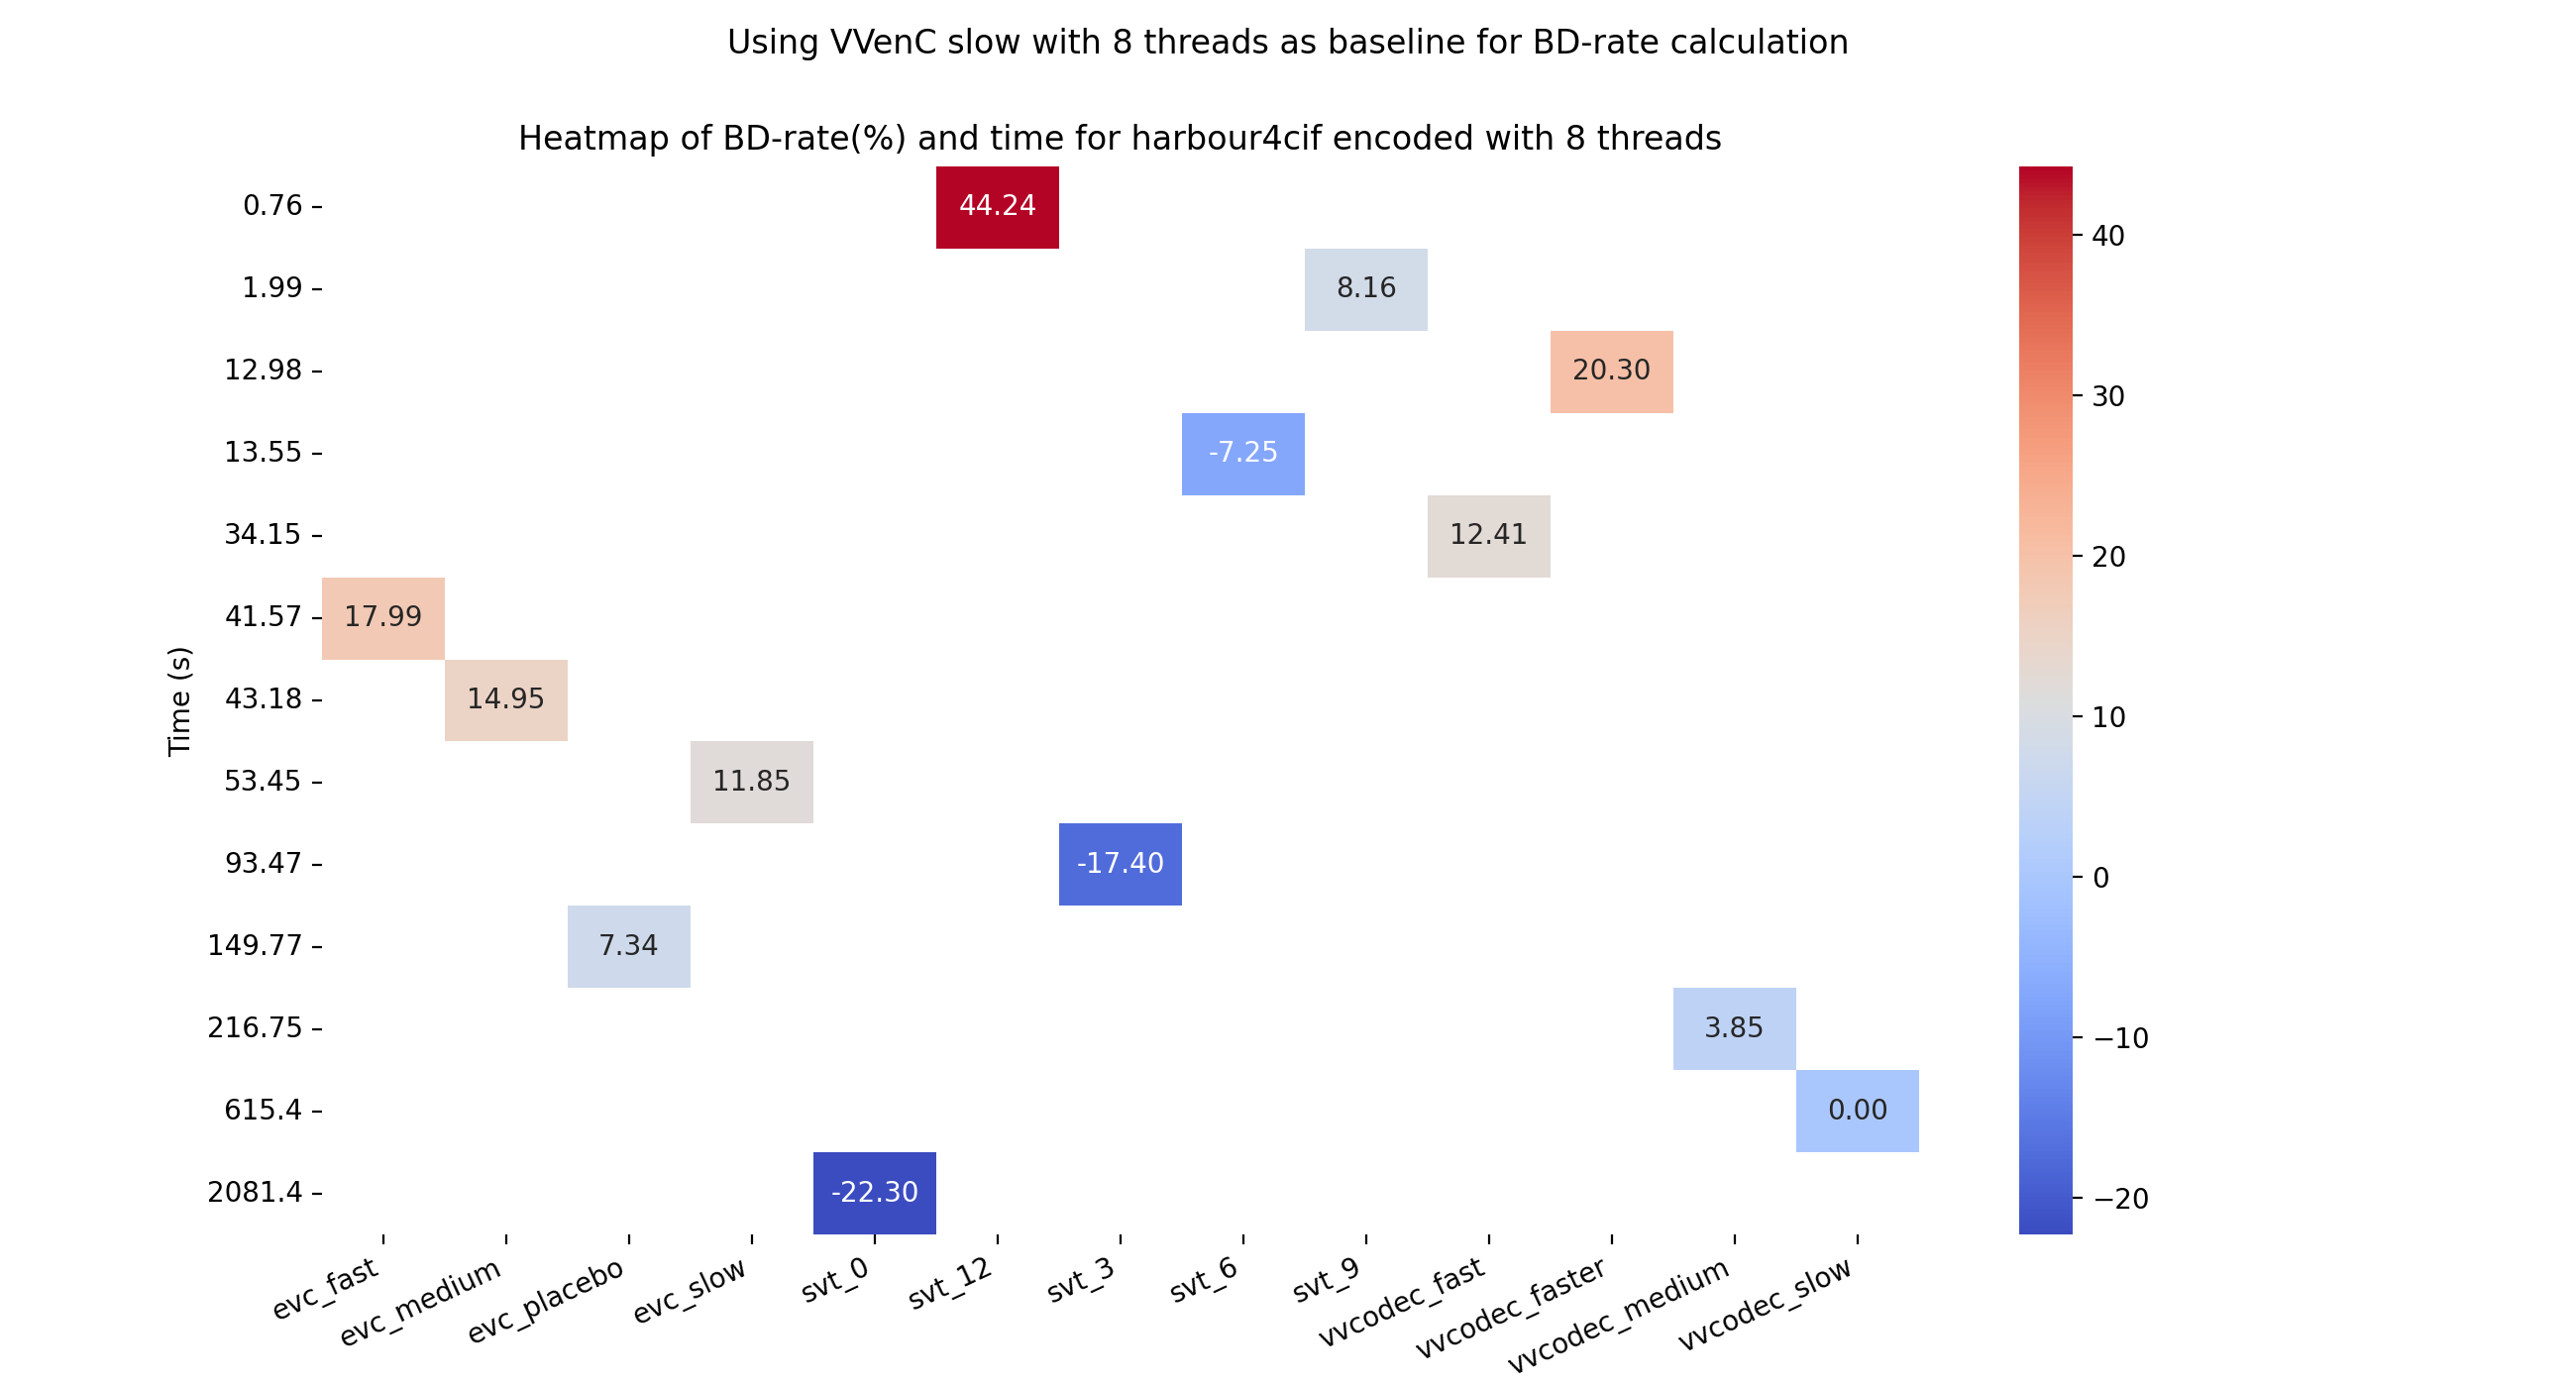 Using VVenC slow with 8 threads as baseline for BD-rate calculation
Heatmap of BD-rate(%) and time for harbour4cif encoded with 8 threads
Time (s)
0.76
44.24
1.99
8.16
12.98
20.30
13.55
-7.25
34.15
12.41
41.57
17.99
43.18
14.95
53.45
11.85
93.47
-17.40
149.77
7.34
216.75
3.85
615.4
0.00
2081.4
-22.30
evc_fast
evc_medium
evc_placebo
evc_slow
svt_0
svt_12
svt_3
svt_6
svt_9
vvcodec_fast
vvcodec_faster
vvcodec_medium
vvcodec_slow
40
30
20
10
0
−10
−20